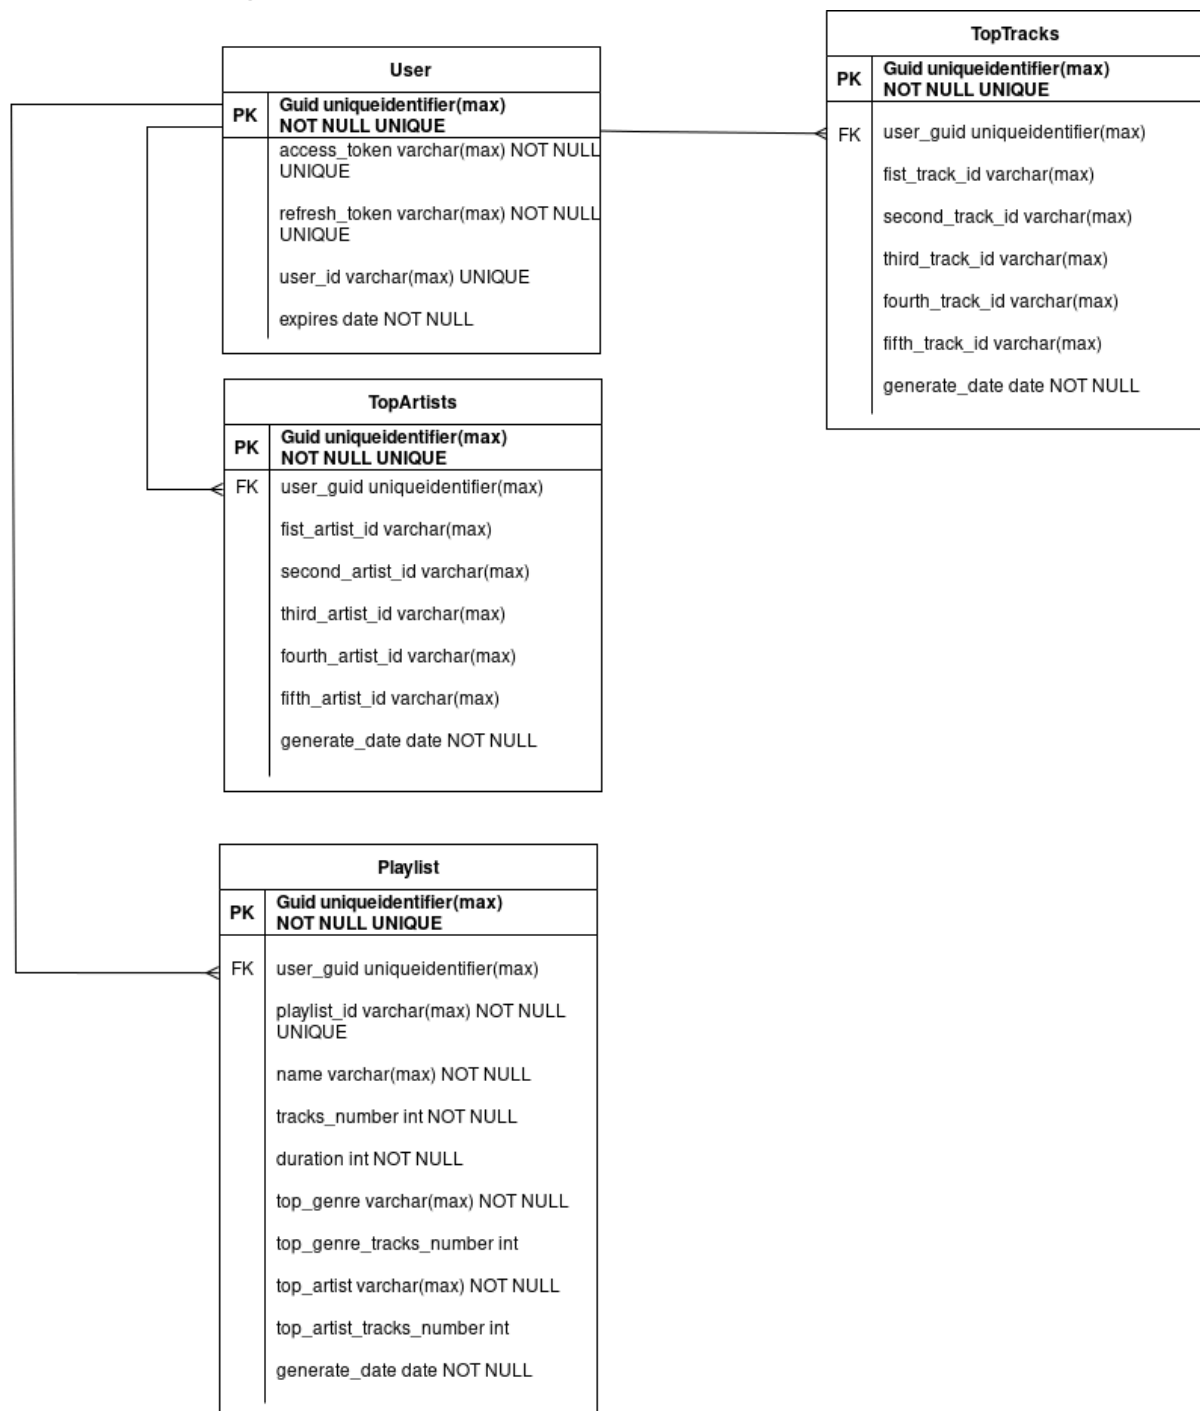 User
PK
Guid uniqueidentifier(max)
NOT NULL UNIQUE
access_token varchar(max) NOT NULL
UNIQUE
refresh_token varchar(max) NOT NULL
UNIQUE
user_id varchar(max) UNIQUE
expires date NOT NULL
TopTracks
PK
Guid uniqueidentifier(max)
NOT NULL UNIQUE
FK
user_guid uniqueidentifier(max)
fist_track_id varchar(max)
second_track_id varchar(max)
third_track_id varchar(max)
fourth_track_id varchar(max)
fifth_track_id varchar(max)
generate_date date NOT NULL
TopArtists
PK
Guid uniqueidentifier(max)
NOT NULL UNIQUE
FK
user_guid uniqueidentifier(max)
fist_artist_id varchar(max)
second_artist_id varchar(max)
third_artist_id varchar(max)
fourth_artist_id varchar(max)
fifth_artist_id varchar(max)
generate_date date NOT NULL
Playlist
PK
Guid uniqueidentifier(max)
NOT NULL UNIQUE
FK
user_guid uniqueidentifier(max)
playlist_id varchar(max) NOT NULL
UNIQUE
name varchar(max) NOT NULL
tracks_number int NOT NULL
duration int NOT NULL
top_genre varchar(max) NOT NULL
top_genre_tracks_number int
top_artist varchar(max) NOT NULL
top_artist_tracks_number int
generate_date date NOT NULL